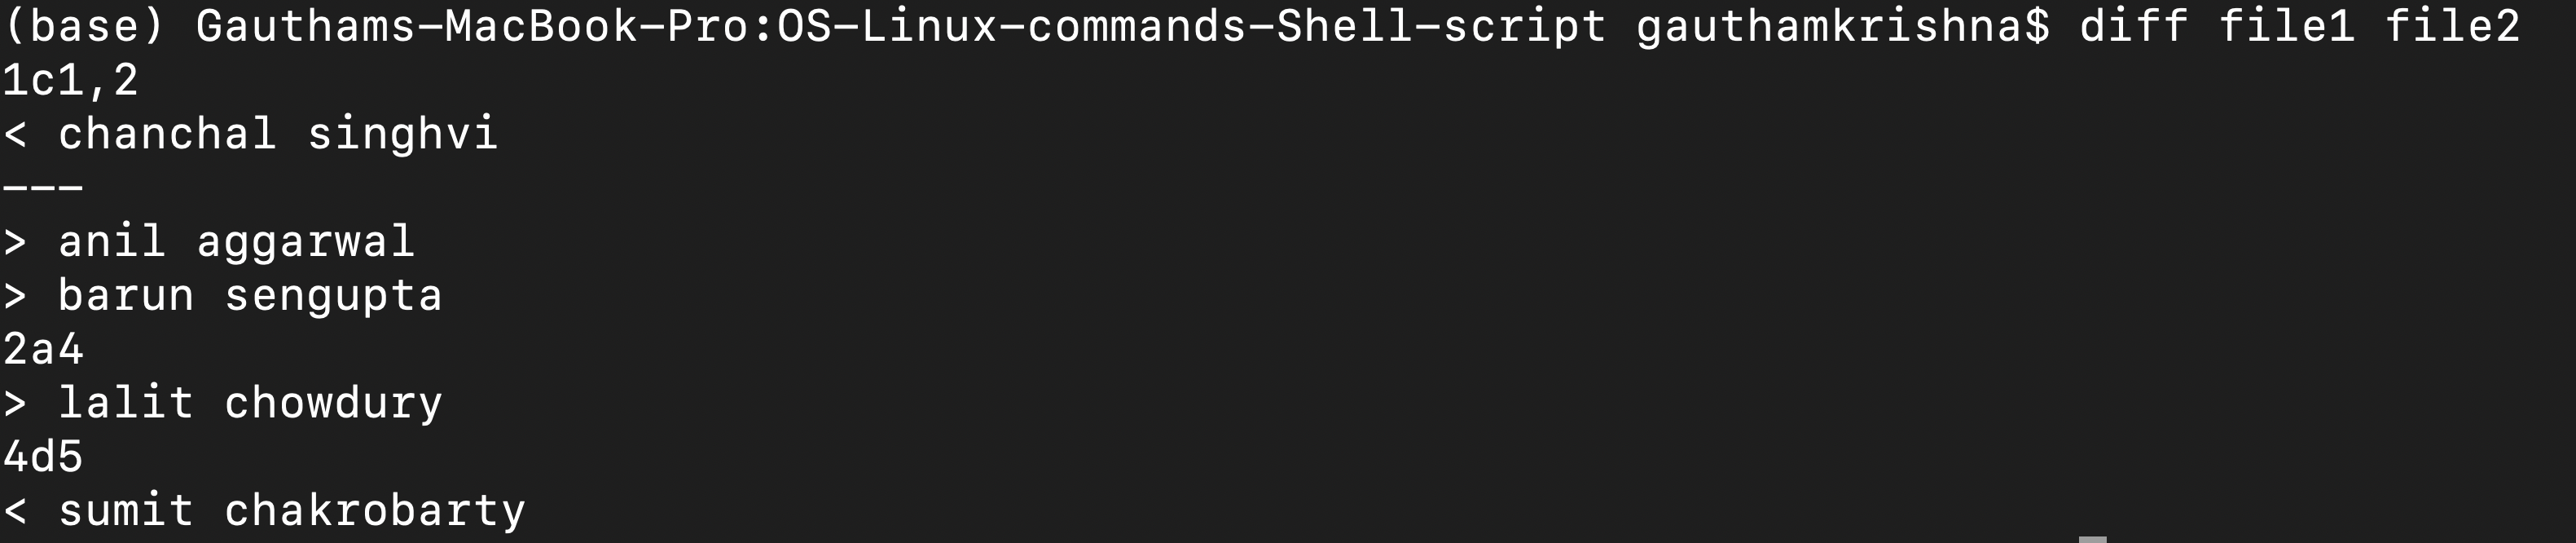 (base) Gauthams-MacBook-Pro:OS-Linux-commands-Shell-script gauthamkrishna$ diff file1 file2
1c1,2
< chanchal singhvi
---
> anil aggarwal
> barun sengupta
2a4
> lalit chowdury
4d5
< sumit chakrobarty